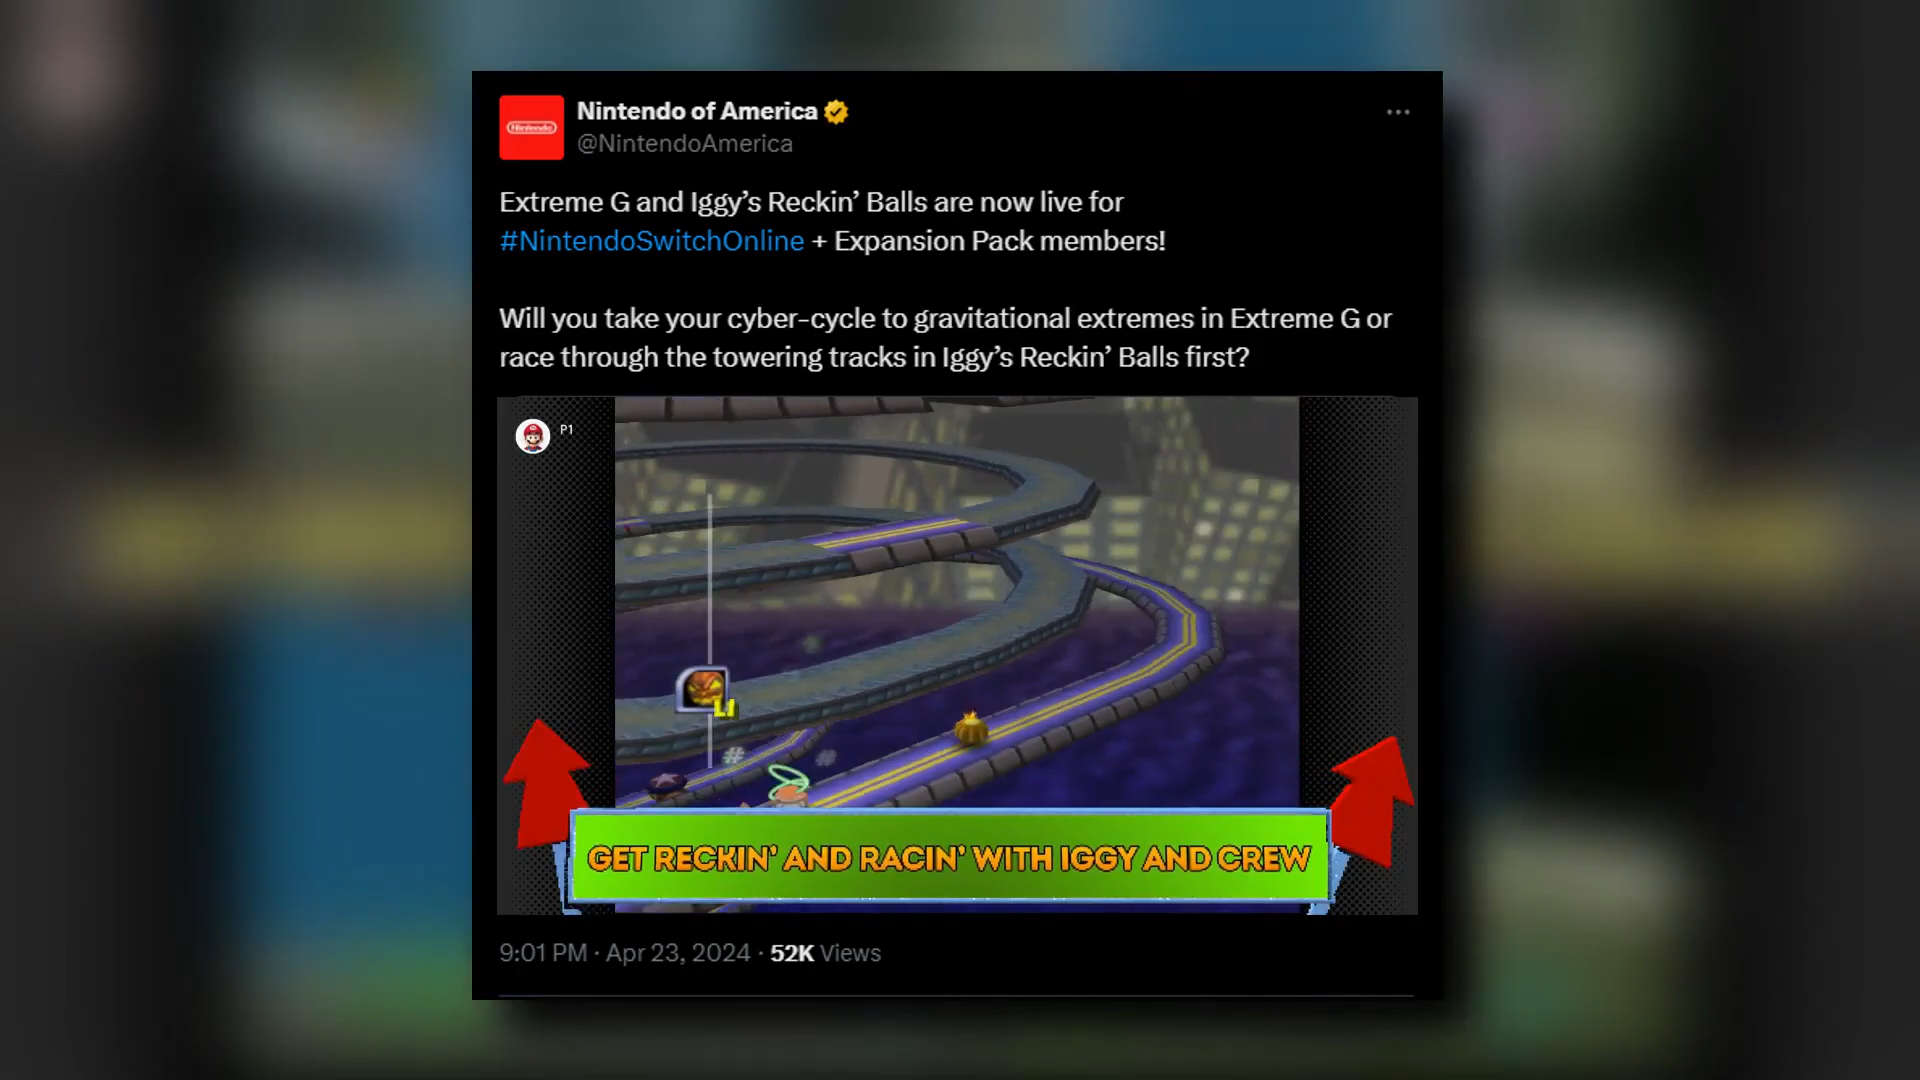 Nintendo of America
Nintendo
@NintendoAmerica
Extreme G and Iggy’s Reckin’ Balls are now live for
#NintendoSwitchOnline + Expansion Pack members!
Will you take your cyber-cycle to gravitational extremes in Extreme G or
race through the towering tracks in Iggy’s Reckin’ Balls first?
P1
L1
GET RECKIN' AND RACIN' WITH IGGY AND CREW
9:01 PM · Apr 23, 2024 · 52K Views